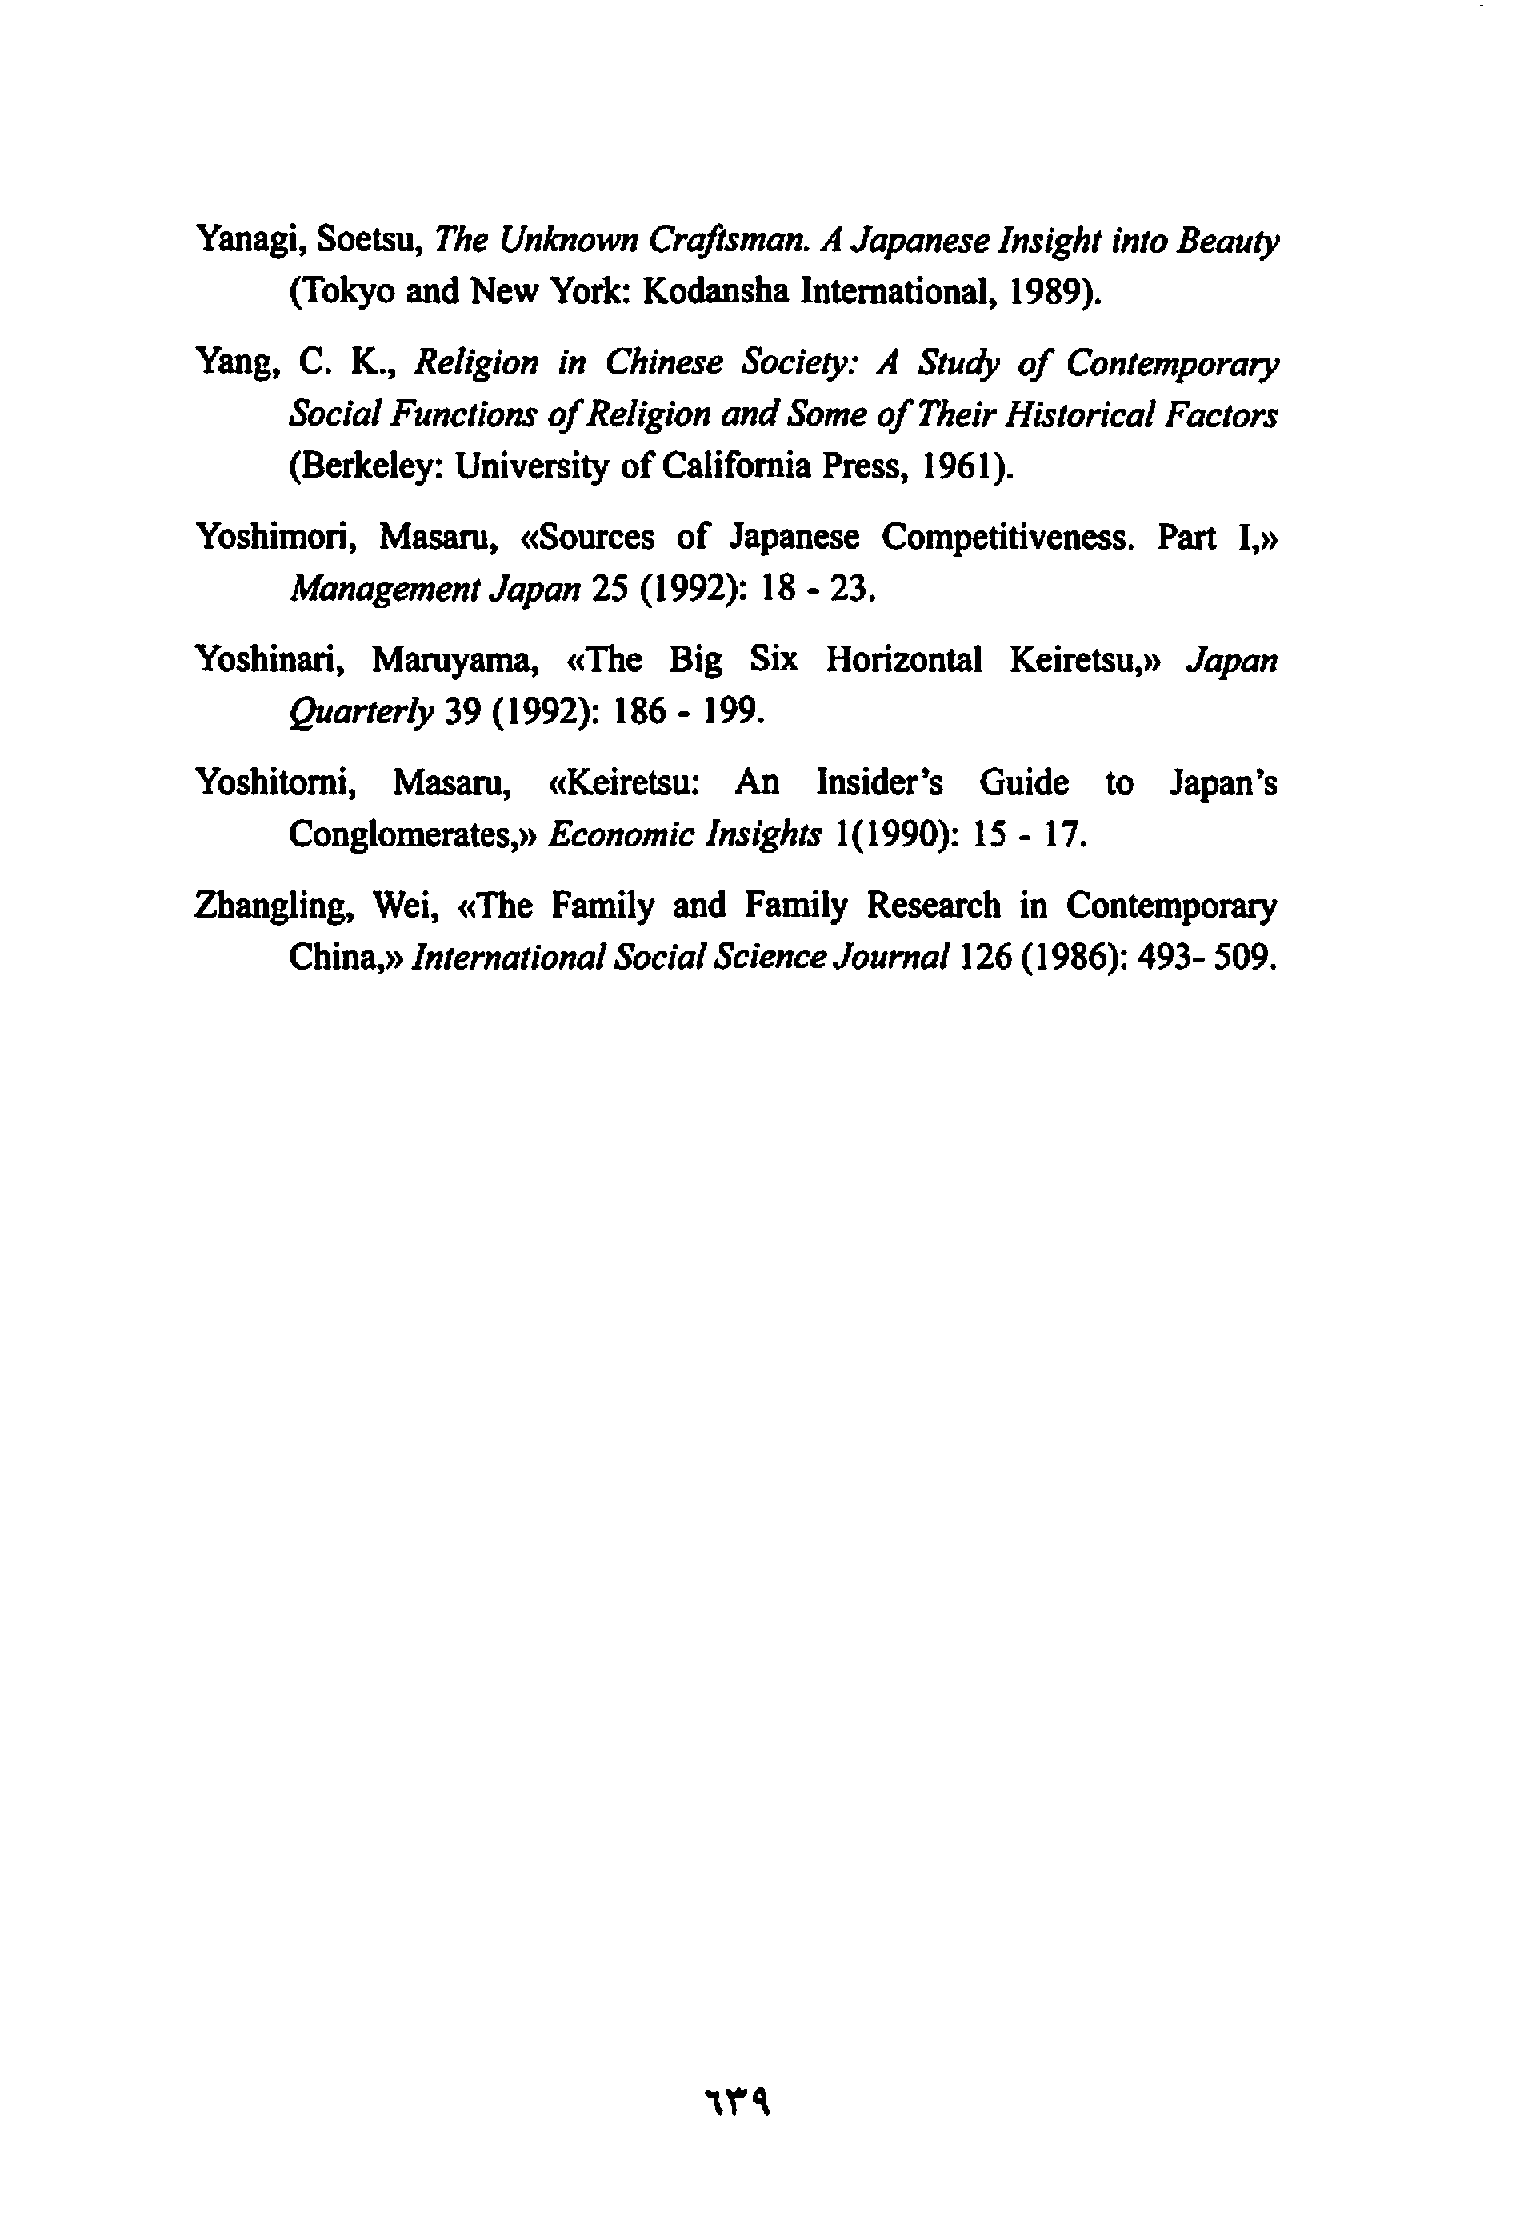 Yanagi, Soetsu, The Unknown Craftsman. A Japanese Insight into Beauty
(Tokyo and New York: Kodansha International, 1989).
Yang, C. K., Religion in Chinese Society: A Study of Contemporary
Social Functions of Religion and Some of Their Historical Factors
(Berkeley: University of California Press, 1961).
Yoshimori, Masaru, «Sources of Japanese Competitiveness. Part I,»
Management Japan 25 (1992): 18 - 23.
Yoshinari, Maruyama, «The Big Six Horizontal Keiretsu,» Japan
Quarterly 39 (1992): 186 - 199.
Yoshitomi, Masaru, «Keiretsu: An Insider's Guide to Japan's
Conglomerates,» Economic Insights 1(1990): 15 - 17.
Zhangling, Wei, «The Family and Family Research in Contemporary
China,» International Social Science Journal 126 (1986): 493- 509.
٦٣٩